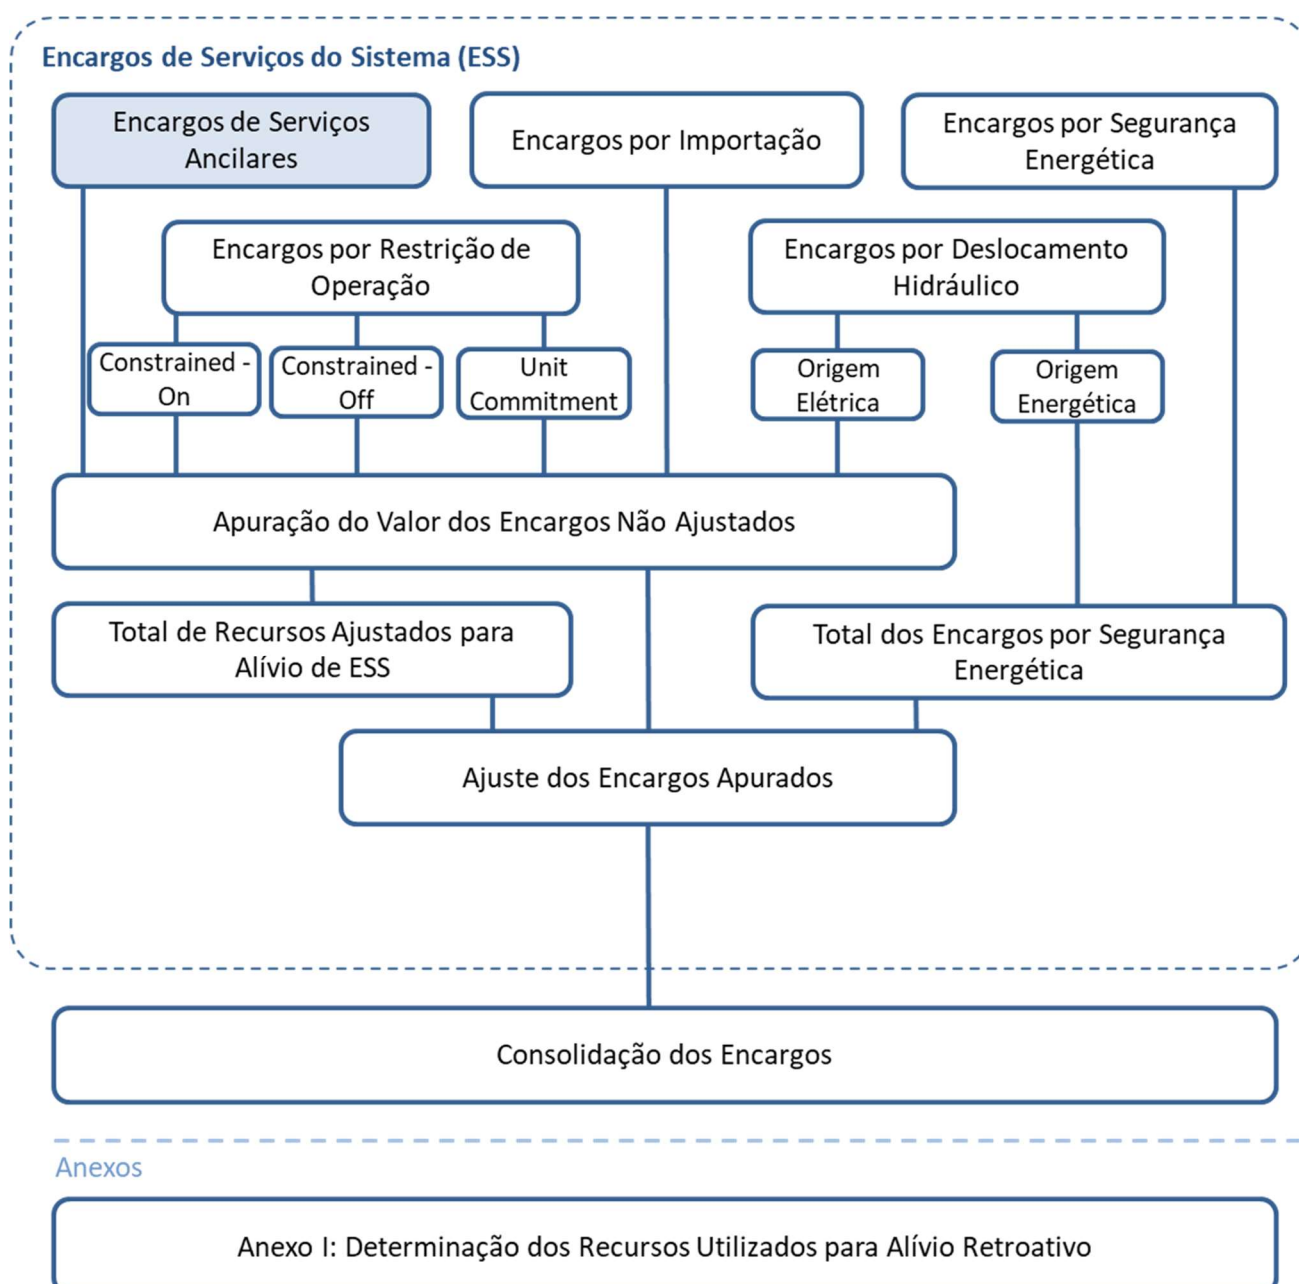 Encargos de Serviços do Sistema (ESS)
Encargos de Serviços
Ancilares
Encargos por Importação
Encargos por Segurança
Energética
Encargos por Restrição de
Operação
Encargos por Deslocamento
Hidráulico
Constrained -
On
Constrained -
Off
Unit
Commitment
Origem
Elétrica
Origem
Energética
Apuração do Valor dos Encargos Não Ajustados
Total de Recursos Ajustados para
Alívio de ESS
Total dos Encargos por Segurança
Energética
Ajuste dos Encargos Apurados
Consolidação dos Encargos
Anexos
Anexo I: Determinação dos Recursos Utilizados para Alívio Retroativo